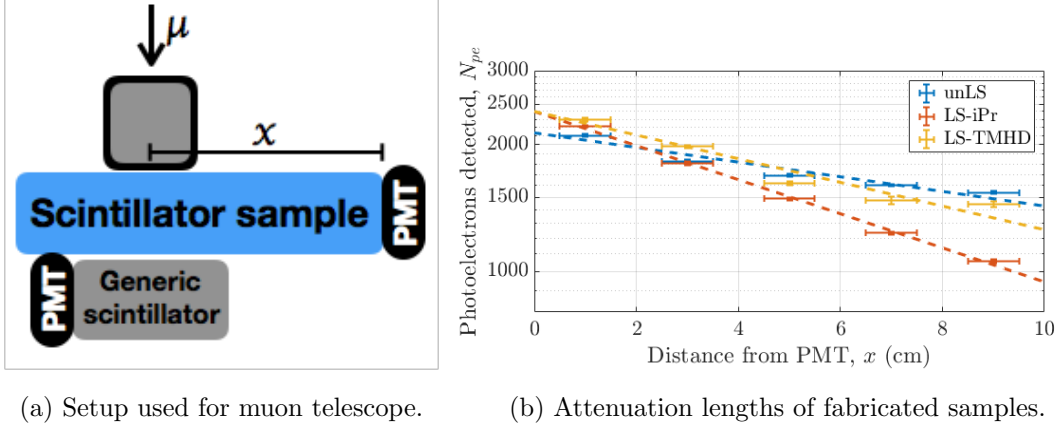 μ
x
Scintillator sample
PMT
PMT
Generic
scintillator
(a) Setup used for muon telescope.
Photoelectrons detected, N_pe
3000
2500
2000
1500
1000
unLS
LS-iPr
LS-TMHD
0 2 4 6 8 10
Distance from PMT, x (cm)
(b) Attenuation lengths of fabricated samples.